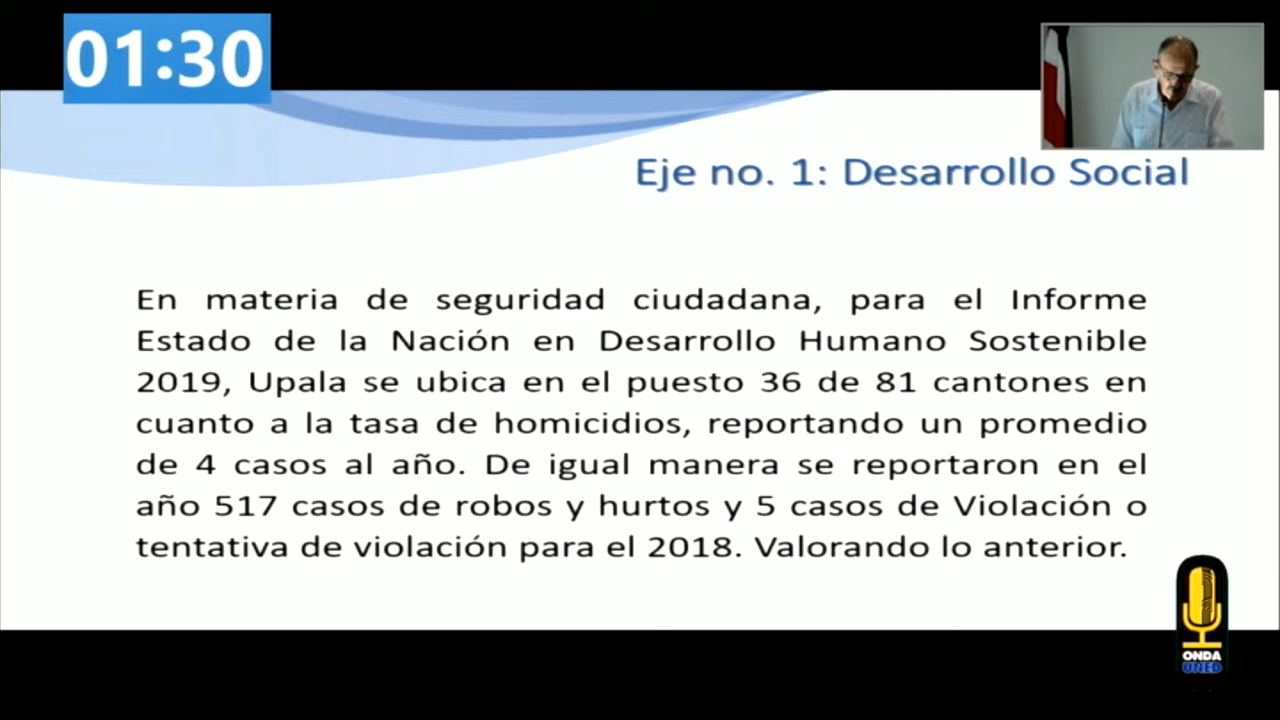 01:30
Eje no. 1: Desarrollo Social
En materia de seguridad ciudadana, para el Informe
Estado de la Nación en Desarrollo Humano Sostenible
2019, Upala se ubica en el puesto 36 de 81 cantones en
cuanto a la tasa de homicidios, reportando un promedio
de 4 casos al año. De igual manera se reportaron en el
año 517 casos de robos y hurtos y 5 casos de Violación o
tentativa de violación para el 2018. Valorando lo anterior.
ONDA
UNED